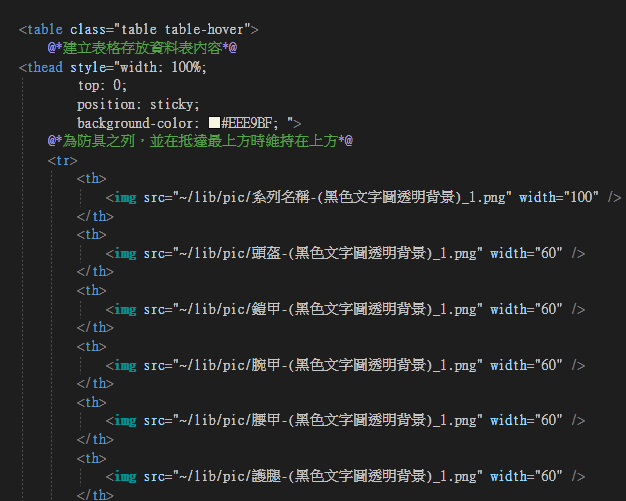 <table class="table table-hover">
@*建立表格存放資料表內容*@
<thead style="width: 100%;
top: 0;
position: sticky;
background-color: #EEE9BF; ">
@*為防具之列，並在抵達最上方時維持在上方*@
<tr>
<th>
<img src="~/lib/pic/系列名稱-(黑色文字圖透明背景)_1.png" width="100" />
</th>
<th>
<img src="~/lib/pic/頭盔-(黑色文字圖透明背景)_1.png" width="60" />
</th>
<th>
<img src="~/lib/pic/鎧甲-(黑色文字圖透明背景)_1.png" width="60" />
</th>
<th>
<img src="~/lib/pic/腕甲-(黑色文字圖透明背景)_1.png" width="60" />
</th>
<th>
<img src="~/lib/pic/腰甲-(黑色文字圖透明背景)_1.png" width="60" />
</th>
<th>
<img src="~/lib/pic/護腿-(黑色文字圖透明背景)_1.png" width="60" />
</th>